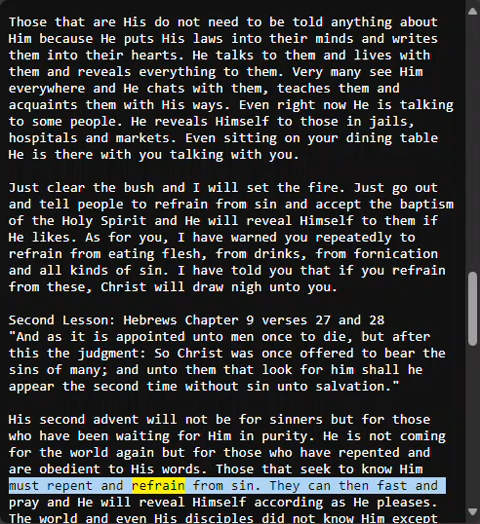 Those that are His do not need to be told anything about
Him because He puts His laws into their minds and writes
them into their hearts. He talks to them and lives with
them and reveals everything to them. Very many see Him
everywhere and He chats with them, teaches them and
acquaints them with His ways. Even right now He is talking
to some people. He reveals Himself to those in jails,
hospitals and markets. Even sitting on your dining table
He is there with you talking with you.

Just clear the bush and I will set the fire. Just go out
and tell people to refrain from sin and accept the baptism
of the Holy Spirit and He will reveal Himself to them if
He likes. As for you, I have warned you repeatedly to
refrain from eating flesh, from drinks, from fornication
and all kinds of sin. I have told you that if you refrain
from these, Christ will draw nigh unto you.

Second Lesson: Hebrews Chapter 9 verses 27 and 28
"And as it is appointed unto men once to die, but after
this the judgment: So Christ was once offered to bear the
sins of many; and unto them that look for him shall he
appear the second time without sin unto salvation."

His second advent will not be for sinners but for those
who have been waiting for Him in purity. He is not coming
for the world again but for those who have repented and
are obedient to His words. Those that seek to know Him
must repent and refrain from sin. They can then fast and
pray and He will reveal Himself according as He pleases.
The world and even His disciples did not know Him except